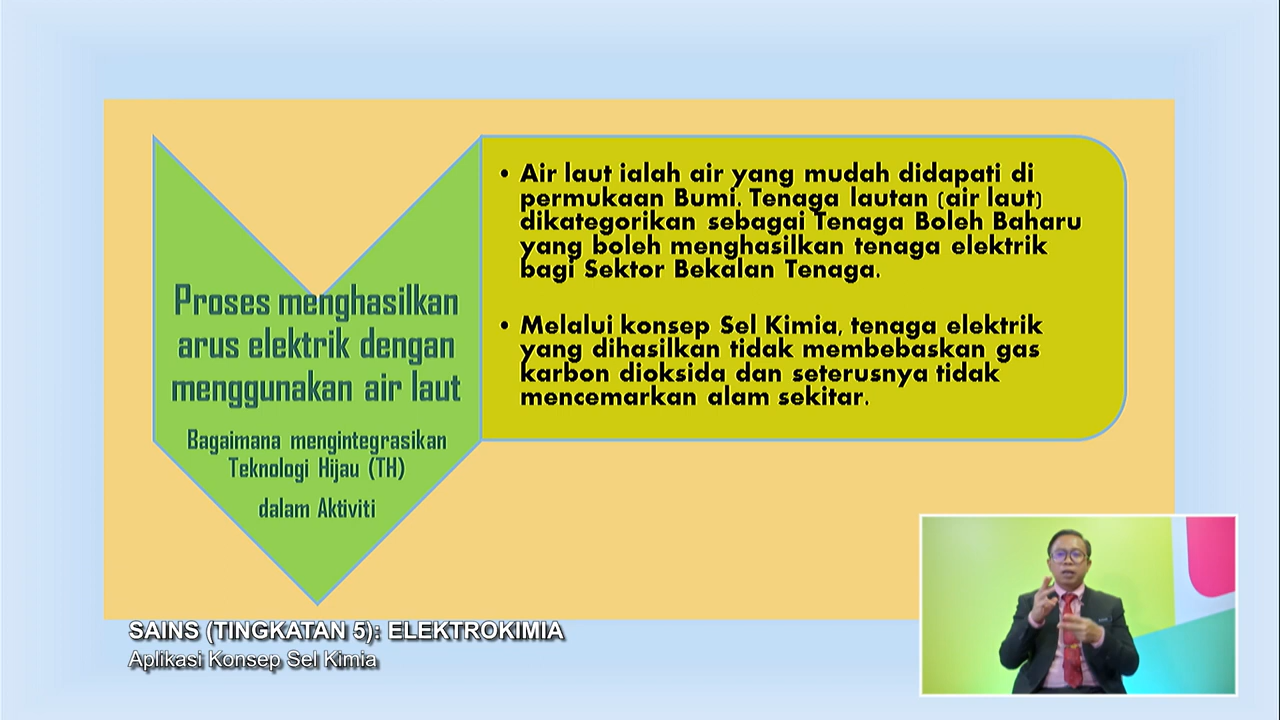 Proses menghasilkan
arus elektrik dengan
menggunakan air laut
Bagaimana mengintegrasikan
Teknologi Hijau (TH)
dalam Aktiviti
• Air laut ialah air yang mudah didapati di
permukaan Bumi. Tenaga lautan (air laut)
dikategorikan sebagai Tenaga Boleh Baharu
yang boleh menghasilkan tenaga elektrik
bagi Sektor Bekalan Tenaga.
• Melalui konsep Sel Kimia, tenaga elektrik
yang dihasilkan tidak membebaskan gas
karbon dioksida dan seterusnya tidak
mencemarkan alam sekitar.
SAINS (TINGKATAN 5): ELEKTROKIMIA
Aplikasi Konsep Sel Kimia